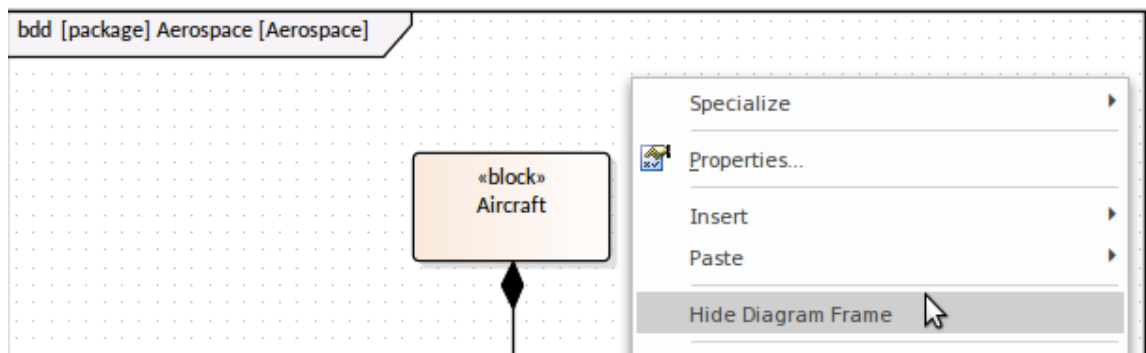 bdd [package] Aerospace [Aerospace]
«block»
Aircraft
Specialize
Properties...
Insert
Paste
Hide Diagram Frame